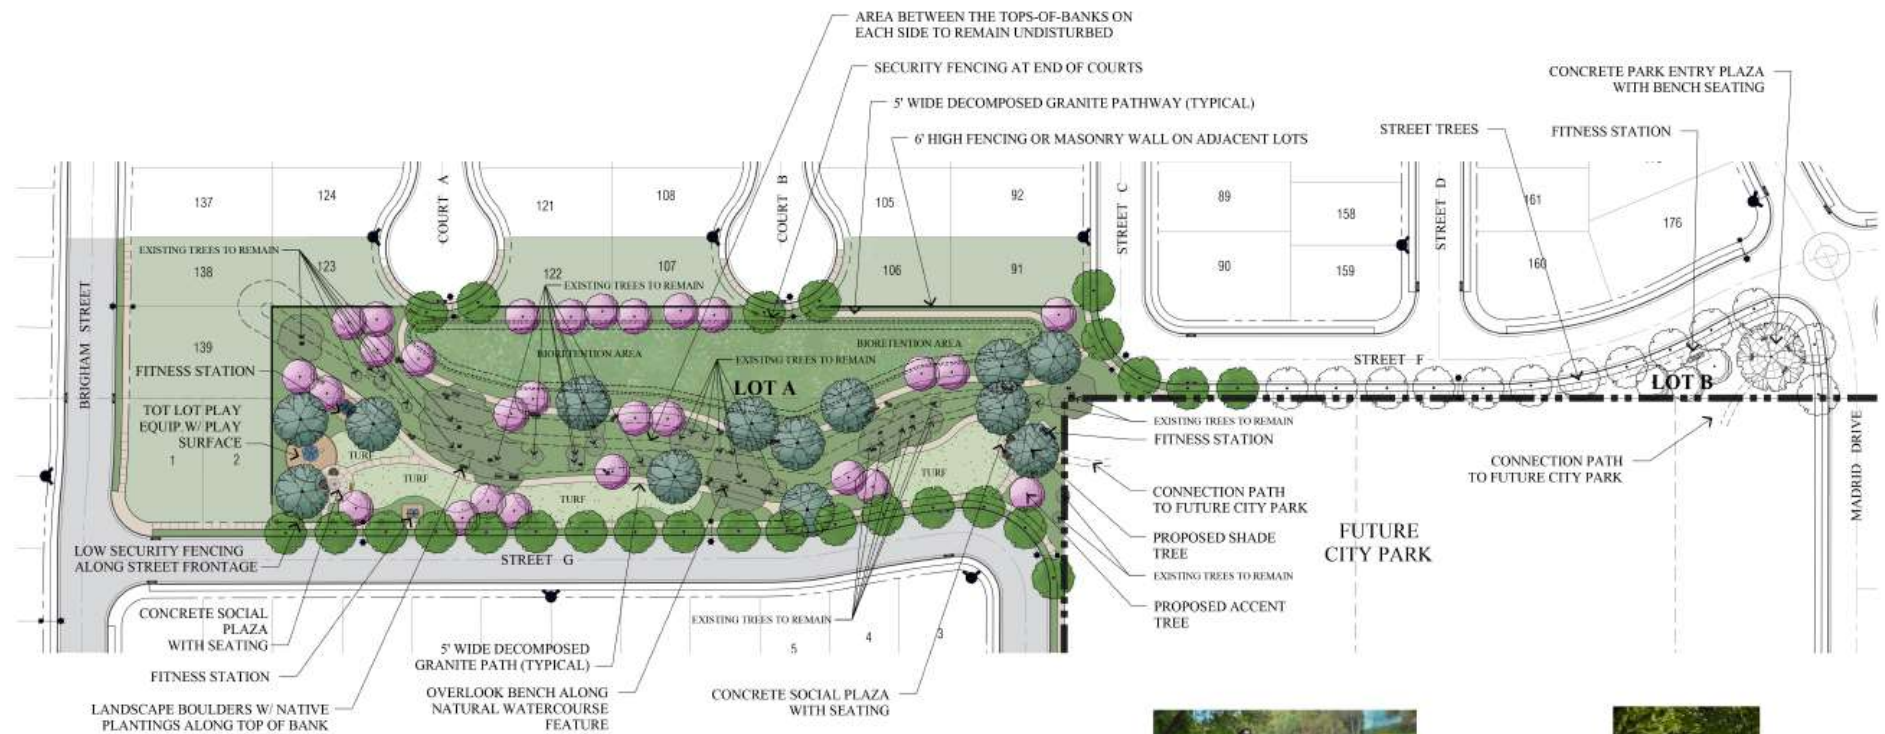 AREA BETWEEN THE TOPS-OF-BANKS ON
EACH SIDE TO REMAIN UNDISTURBED
SECURITY FENCING AT END OF COURTS
5' WIDE DECOMPOSED GRANITE PATHWAY (TYPICAL)
6' HIGH FENCING OR MASONRY WALL ON ADJACENT LOTS
CONCRETE PARK ENTRY PLAZA
WITH BENCH SEATING
STREET TREES
FITNESS STATION
137
124
COURT A
121
108
COURT B
105
92
STREET C
89
158
STREET D
161
176
EXISTING TREES TO REMAIN
138
123
122
107
106
91
90
159
160
EXISTING TREES TO REMAIN
BRIGHAM STREET
139
BIORETENTION AREA
BIORETENTION AREA
EXISTING TREES TO REMAIN
STREET F
FITNESS STATION
LOT A
LOT B
TOT LOT PLAY
EQUIP.W/ PLAY
SURFACE
1
2
TURF
TURF
TURF
TURF
EXISTING TREES TO REMAIN
FITNESS STATION
CONNECTION PATH
TO FUTURE CITY PARK
MADRID DRIVE
CONNECTION PATH
TO FUTURE CITY PARK
FUTURE
CITY PARK
PROPOSED SHADE
TREE
EXISTING TREES TO REMAIN
PROPOSED ACCENT
TREE
LOW SECURITY FENCING
ALONG STREET FRONTAGE
STREET G
CONCRETE SOCIAL
PLAZA
WITH SEATING
EXISTING TREES TO REMAIN
5
4
3
FITNESS STATION
5' WIDE DECOMPOSED
GRANITE PATH (TYPICAL)
LANDSCAPE BOULDERS W/ NATIVE
PLANTINGS ALONG TOP OF BANK
OVERLOOK BENCH ALONG
NATURAL WATERCOURSE
FEATURE
CONCRETE SOCIAL PLAZA
WITH SEATING